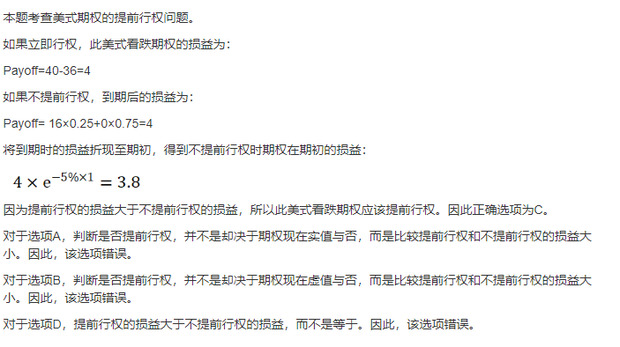 本题考查美式期权的提前行权问题。
如果立即行权，此美式看跌期权的损益为：
Payoff=40-36=4
如果不提前行权，到期后的损益为：
Payoff= 16×0.25+0×0.75=4
将到期时的损益折现至期初，得到不提前行权时期权在期初的损益：
4 × e^{−5%×1} = 3.8
因为提前行权的损益大于不提前行权的损益，所以此美式看跌期权应该提前行权。因此正确选项为C。
对于选项A，判断是否提前行权，并不是却决于期权现在实值与否，而是比较提前行权和不提前行权的损益大
小。因此，该选项错误。
对于选项B，判断是否提前行权，并不是却决于期权现在虚值与否，而是比较提前行权和不提前行权的损益大
小。因此，该选项错误。
对于选项D，提前行权的损益大于不提前行权的损益，而不是等于。因此，该选项错误。